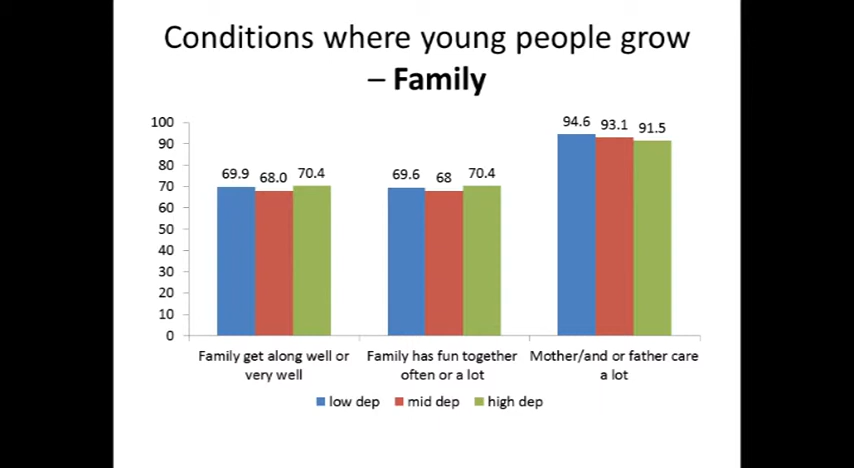 Conditions where young people grow
– Family
100
90
80
70
60
50
40
30
20
10
0
69.9 68.0 70.4
69.6 68 70.4
94.6 93.1 91.5
Family get along well or
very well
Family has fun together
often or a lot
Mother/and or father care
a lot
low dep mid dep high dep